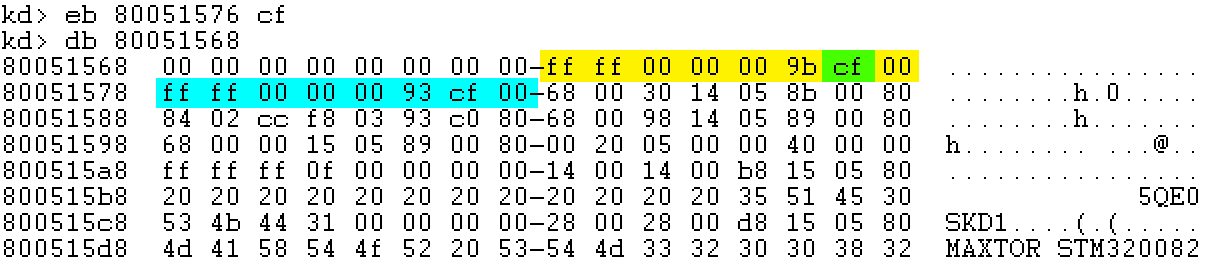 kd> eb 80051576 cf
kd> db 80051568
80051568  00 00 00 00 00 00 00 00-ff ff 00 00 00 9b cf 00  ................
80051578  ff ff 00 00 00 93 cf 00-68 00 30 14 05 8b 00 80  ........h.0.....
80051588  84 02 cc f8 03 93 c0 80-68 00 98 14 05 89 00 80  ........h.......
80051598  68 00 00 15 05 89 00 80-00 20 05 00 00 40 00 00  h........ ...@..
800515a8  ff ff ff 0f 00 00 00 00-14 00 14 00 b8 15 05 80  ................
800515b8  20 20 20 20 20 20 20 20-20 20 20 20 35 51 45 30              5QE0
800515c8  53 4b 44 31 00 00 00 00-28 00 28 00 d8 15 05 80  SKD1....(.(.....
800515d8  4d 41 58 54 4f 52 20 53-54 4d 33 32 30 30 38 32  MAXTOR STM320082